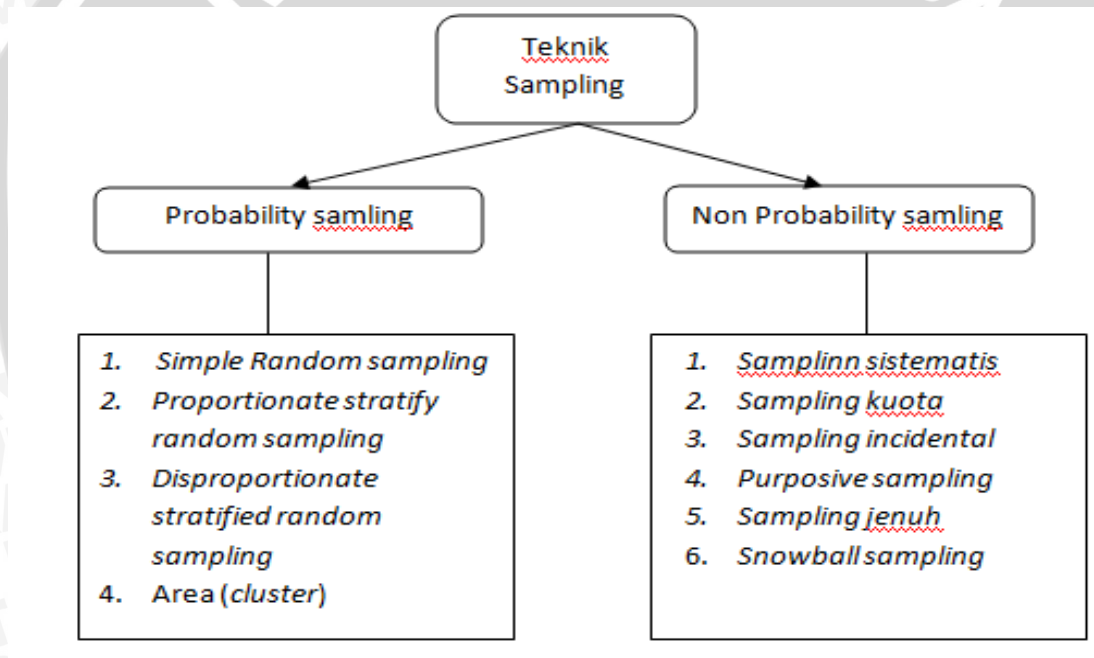 Teknik
Sampling
Probability samling
Non Probability samling
1. Simple Random sampling
2. Proportionate stratify
random sampling
3. Disproportionate
stratified random
sampling
4. Area (cluster)
1. Samplinn sistematis
2. Sampling kuota
3. Sampling incidental
4. Purposive sampling
5. Sampling jenuh
6. Snowball sampling